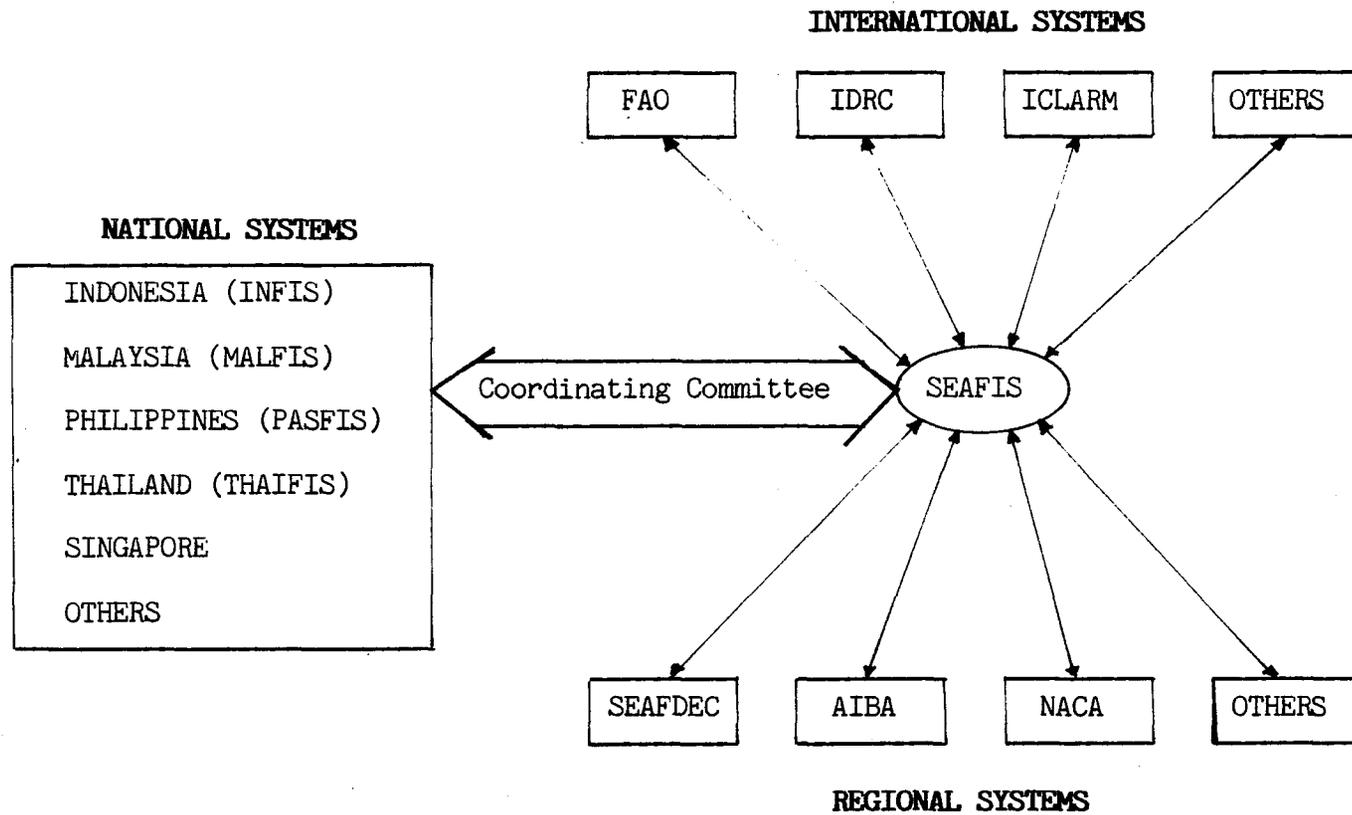 INTERNATIONAL SYSTEMS
FAO
IDRC
ICLARM
OTHERS
NATIONAL SYSTEMS
INDONESIA (INFIS)
MALAYSIA (MALFIS)
PHILIPPINES (PASFIS)
THAILAND (THAIFIS)
SINGAPORE
OTHERS
Coordinating Committee
SEAFIS
SEAFDEC
AIBA
NACA
OTHERS
REGIONAL SYSTEMS